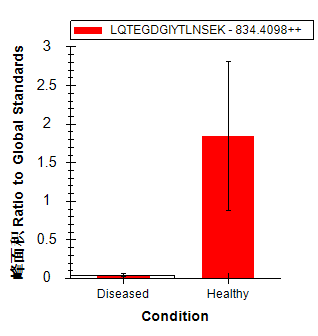 LQTEGDGIYTLNSEK - 834.4098++
3
2.5
2
1.5
1
0.5
0
峰面积 Ratio to Global Standards
Diseased Healthy
Condition